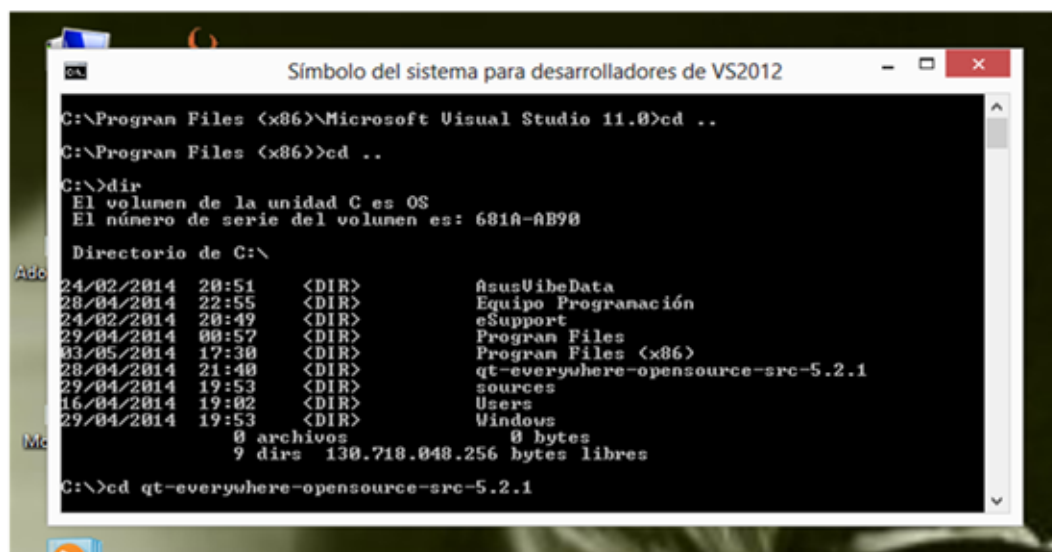 Símbolo del sistema para desarrolladores de VS2012
C:\Program Files (x86)\Microsoft Visual Studio 11.0>cd ..
C:\Program Files (x86)>cd ..
C:\>dir
El volumen de la unidad C es OS
El número de serie del volumen es: 681A-AB90
Directorio de C:\
24/02/2014 20:51 <DIR> AsusVibeData
28/04/2014 22:55 <DIR> Equipo Programación
24/02/2014 20:49 <DIR> eSupport
29/04/2014 00:57 <DIR> Program Files
03/05/2014 17:30 <DIR> Program Files (x86)
28/04/2014 21:40 <DIR> qt-everywhere-opensource-src-5.2.1
29/04/2014 19:53 <DIR> sources
16/04/2014 19:02 <DIR> Users
29/04/2014 19:53 <DIR> Windows
0 archivos 0 bytes
9 dirs 130.718.048.256 bytes libres
C:\>cd qt-everywhere-opensource-src-5.2.1
Ado